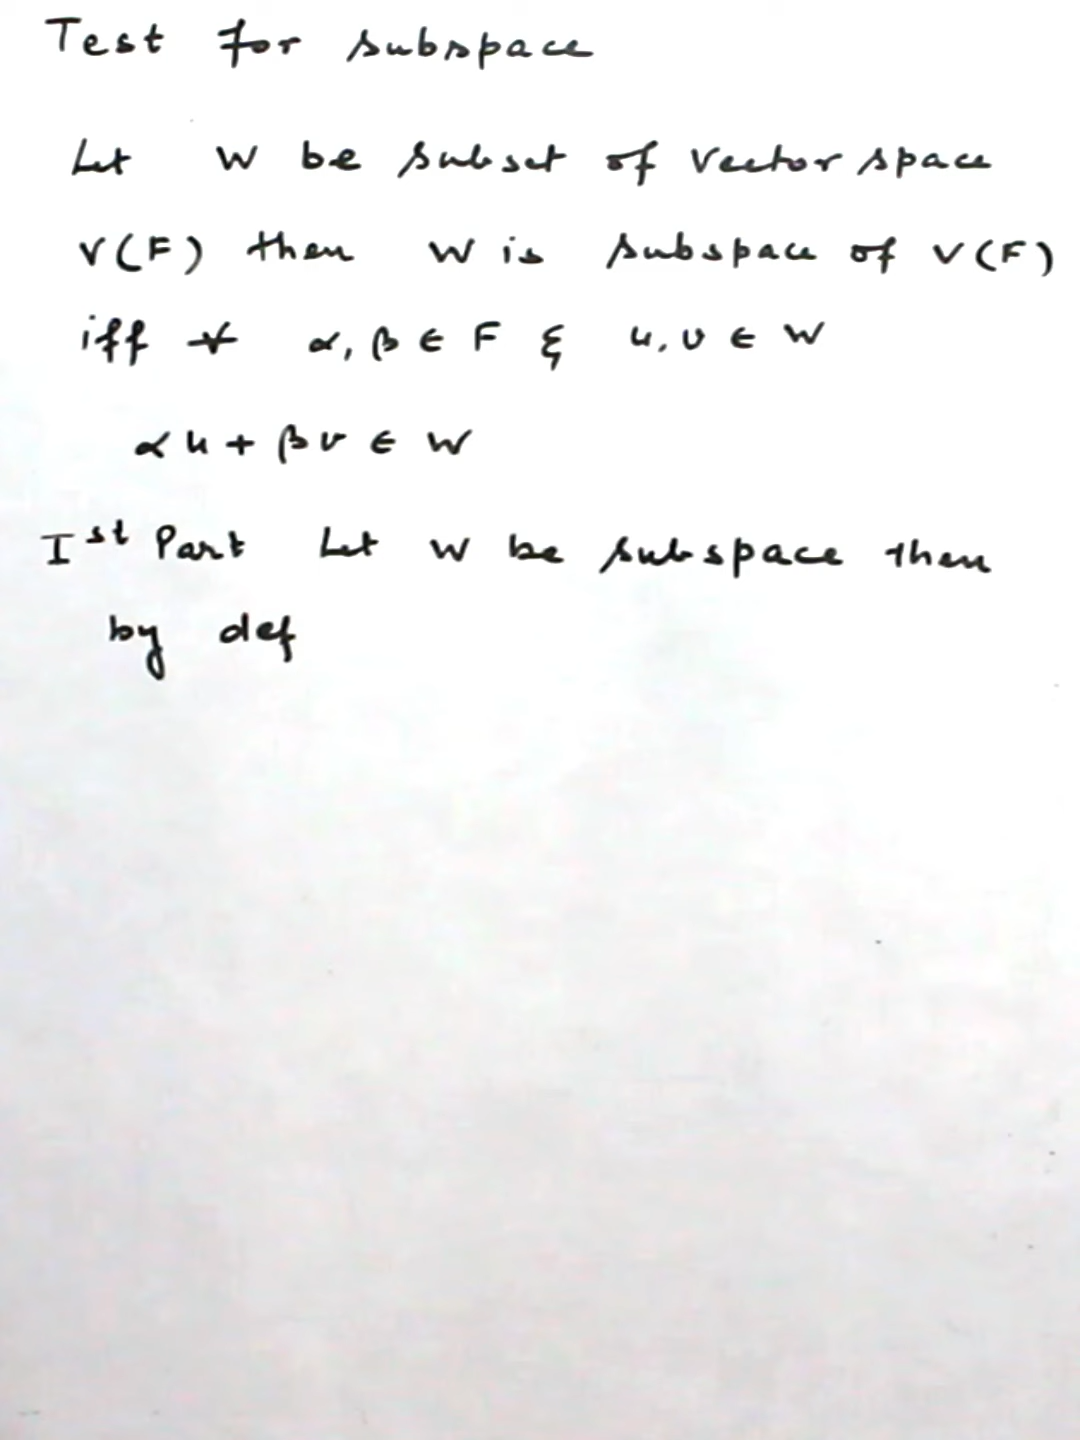 Test for subspace
Let W be subset of vector space
V(F) then W is subspace of V(F)
iff ∀ α, β ∈ F & u, v ∈ W
αu + βv ∈ W
Ist Part Let W be subspace then
by def